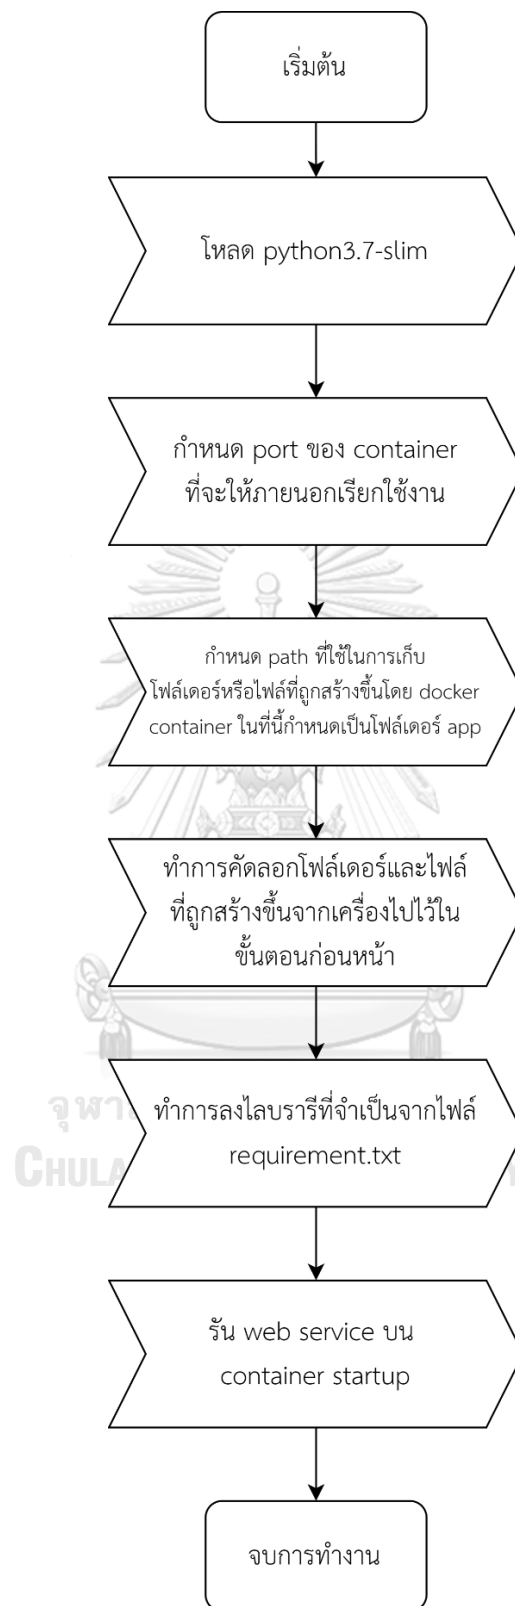 เริ่มต้น
โหลด python3.7-slim
กำหนด port ของ container
ที่จะให้ภายนอกเรียกใช้งาน
กำหนด path ที่ใช้ในการเก็บ
โฟล์เดอร์หรือไฟล์ที่ถูกสร้างขึ้นโดย docker
container ในที่นี้กำหนดเป็นโฟล์เดอร์ app
ทำการคัดลอกโฟล์เดอร์และไฟล์
ที่ถูกสร้างขึ้นจากเครื่องไปไว้ใน
ขั้นตอนก่อนหน้า
จุฬา
ทำการลงไลบรารีที่จำเป็นจากไฟล์
requirement.txt
CHULA
รัน web service บน
container startup
จบการทำงาน